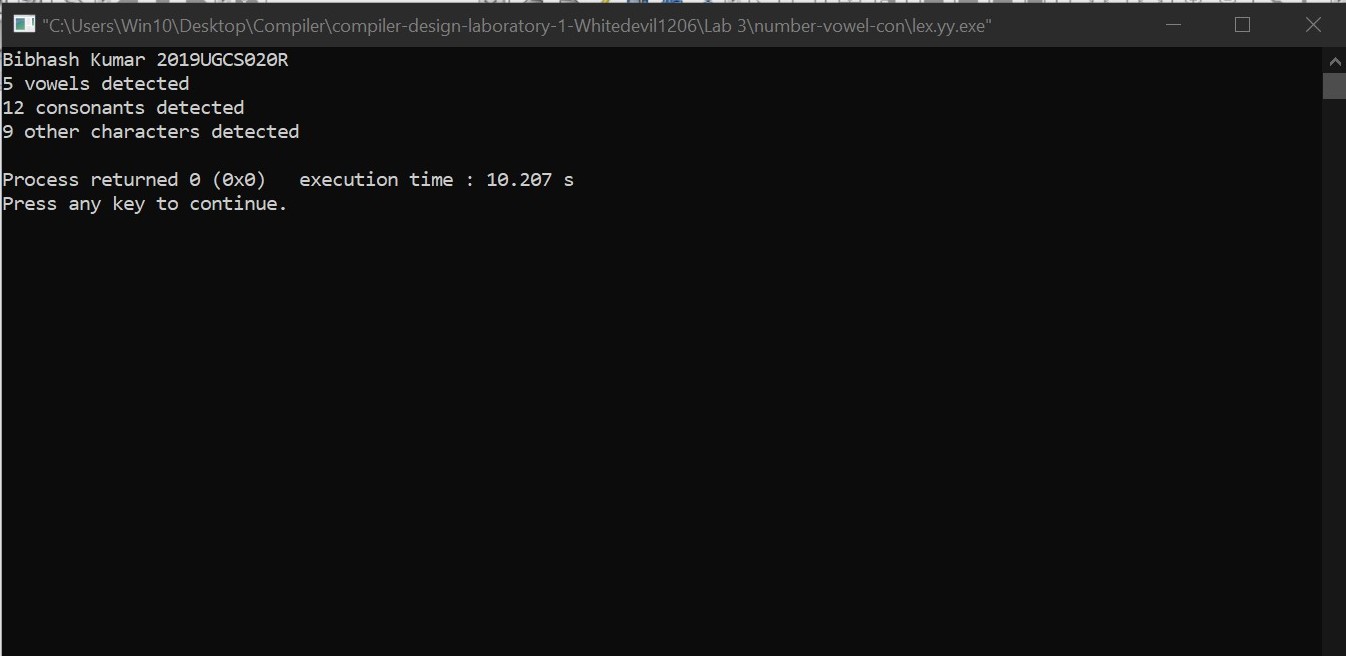 "C:\Users\Win10\Desktop\Compiler\compiler-design-laboratory-1-Whitedevil1206\Lab 3\number-vowel-con\lex.yy.exe"
Bibhash Kumar 2019UGCS020R
5 vowels detected
12 consonants detected
9 other characters detected
Process returned 0 (0x0)   execution time : 10.207 s
Press any key to continue.